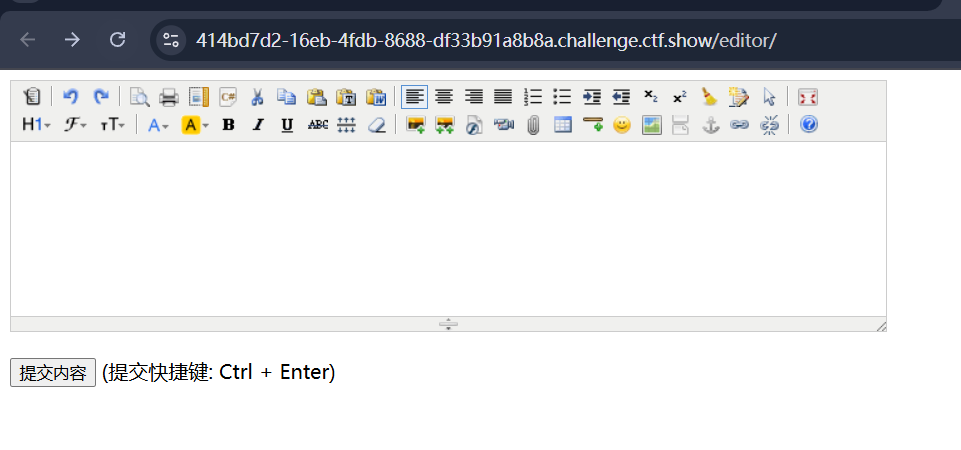 414bd7d2-16eb-4fdb-8688-df33b91a8b8a.challenge.ctf.show/editor/
H1 ℱ тT A A B I U ABC
提交内容 (提交快捷键: Ctrl + Enter)